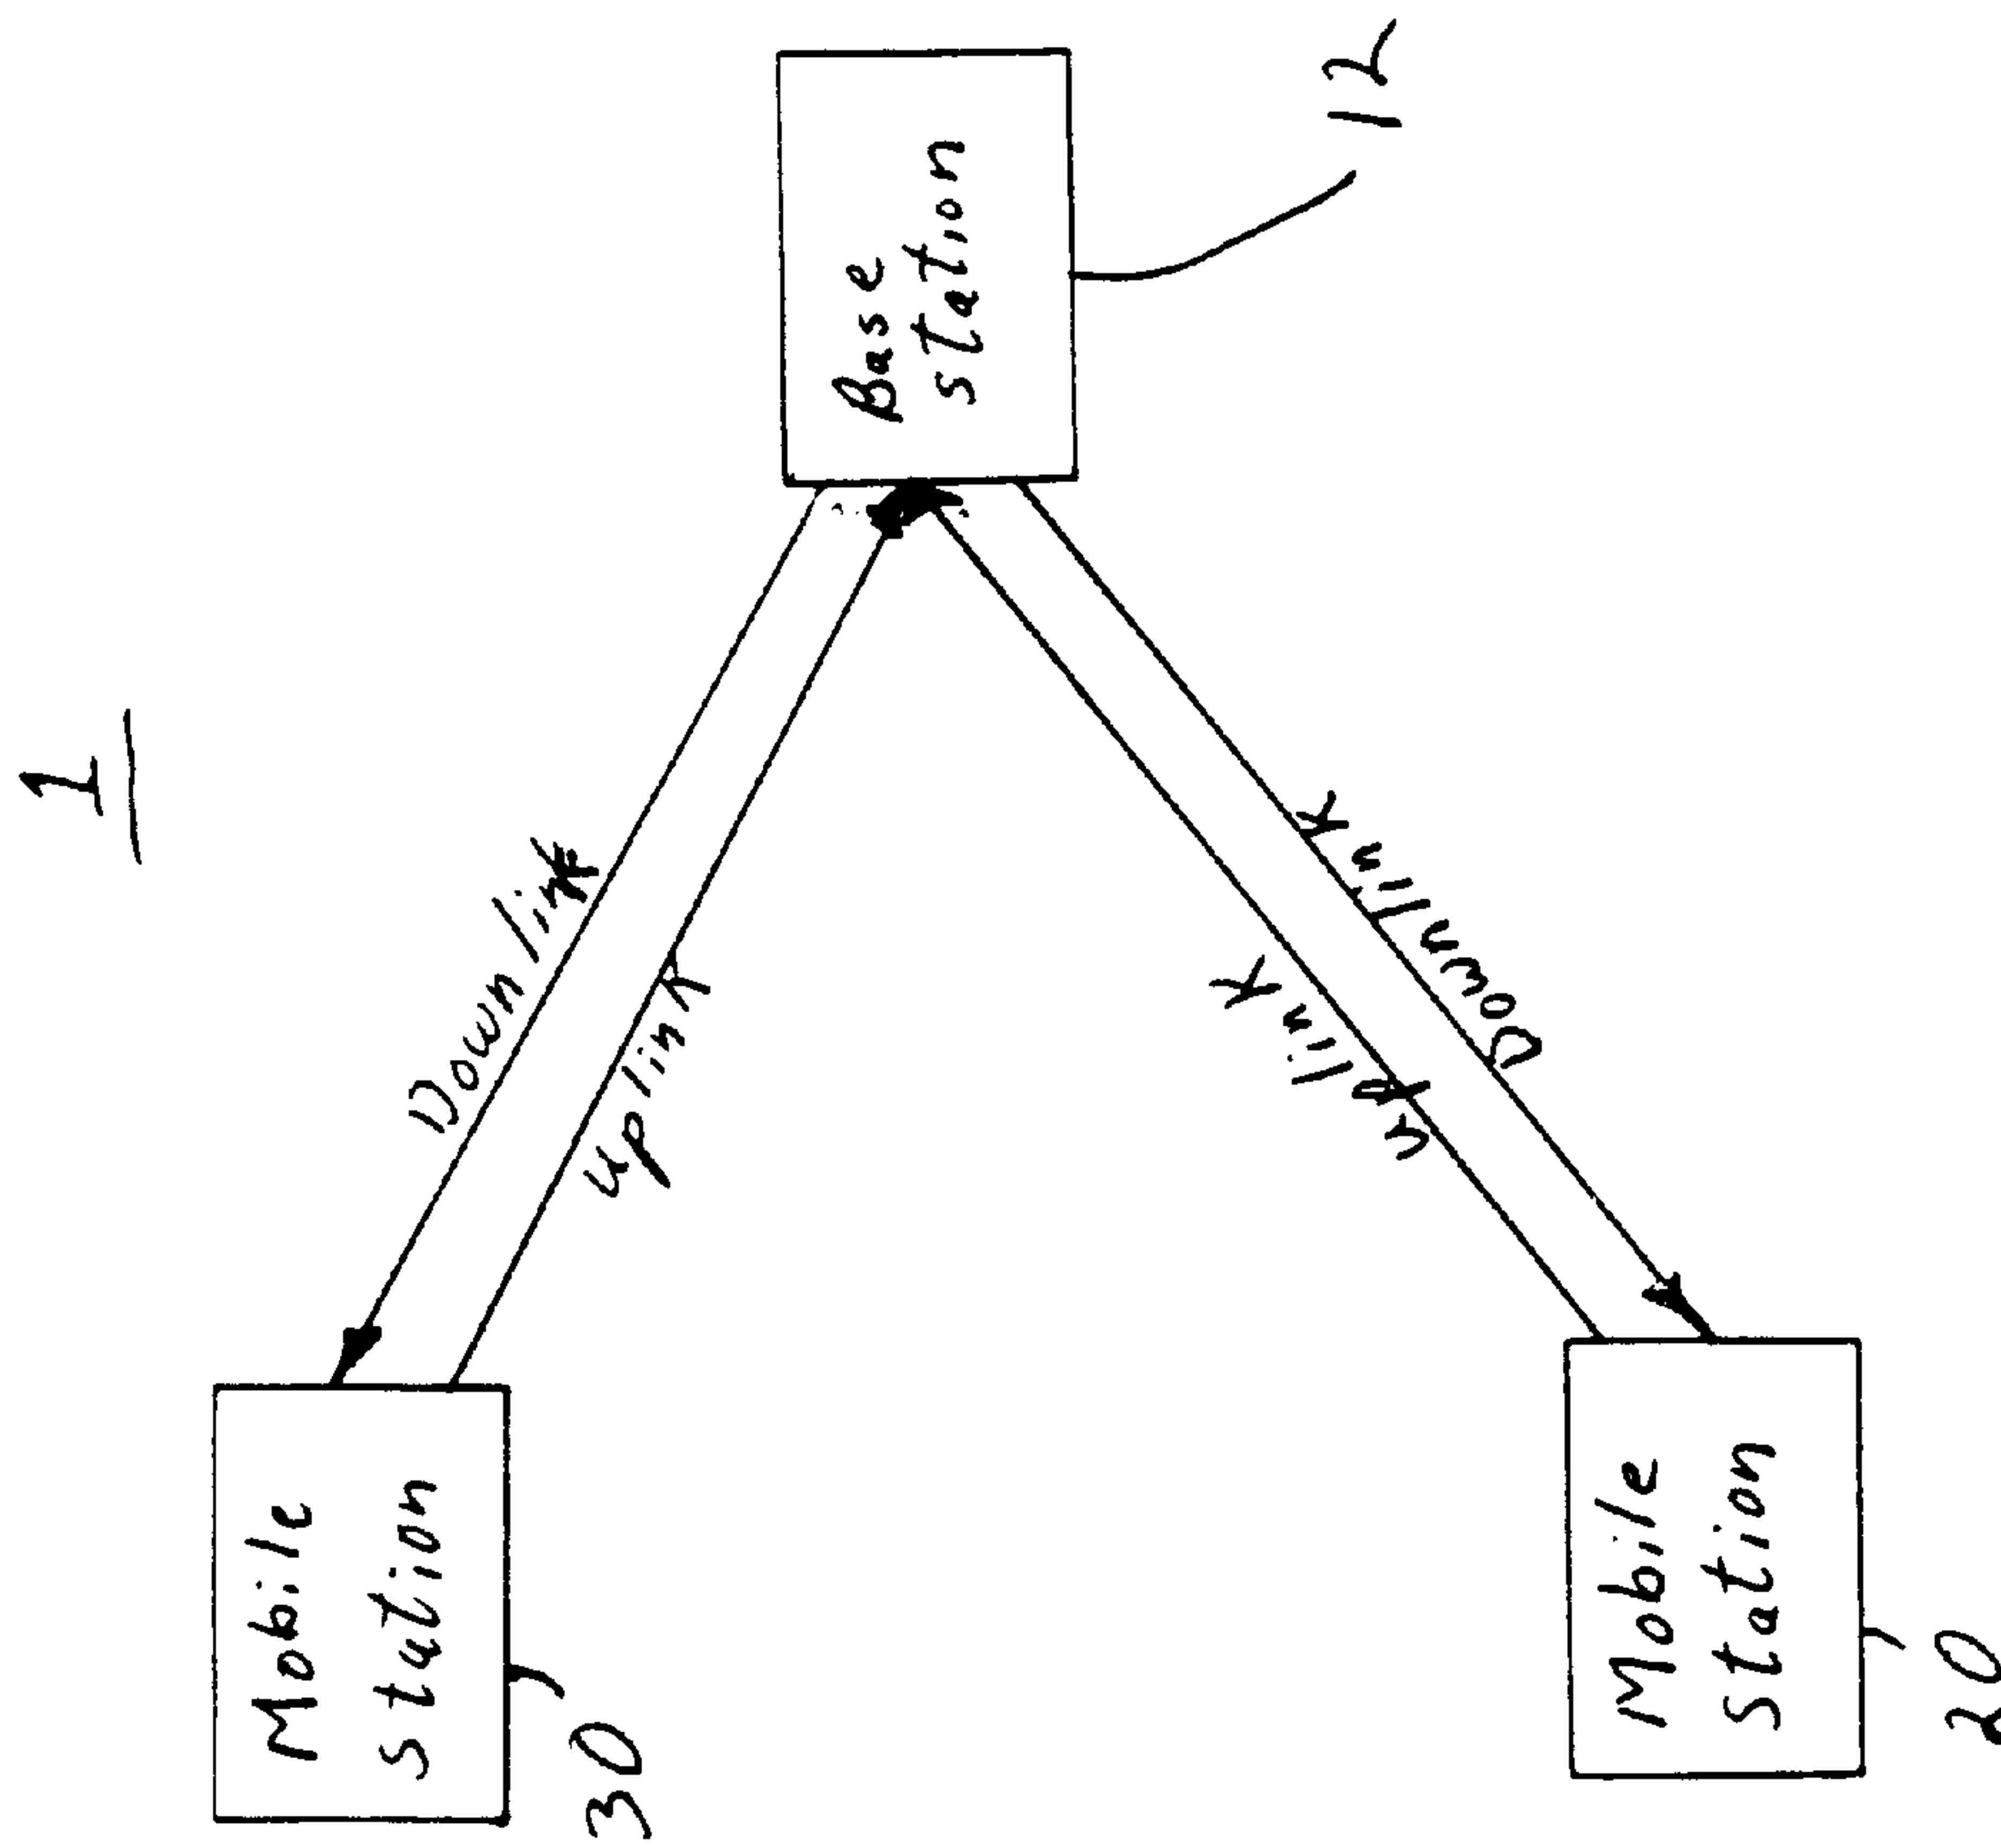 1
Mobile
station
30
Down link
uplink
Base
station
12
uplink
Downlink
Mobile
station
20